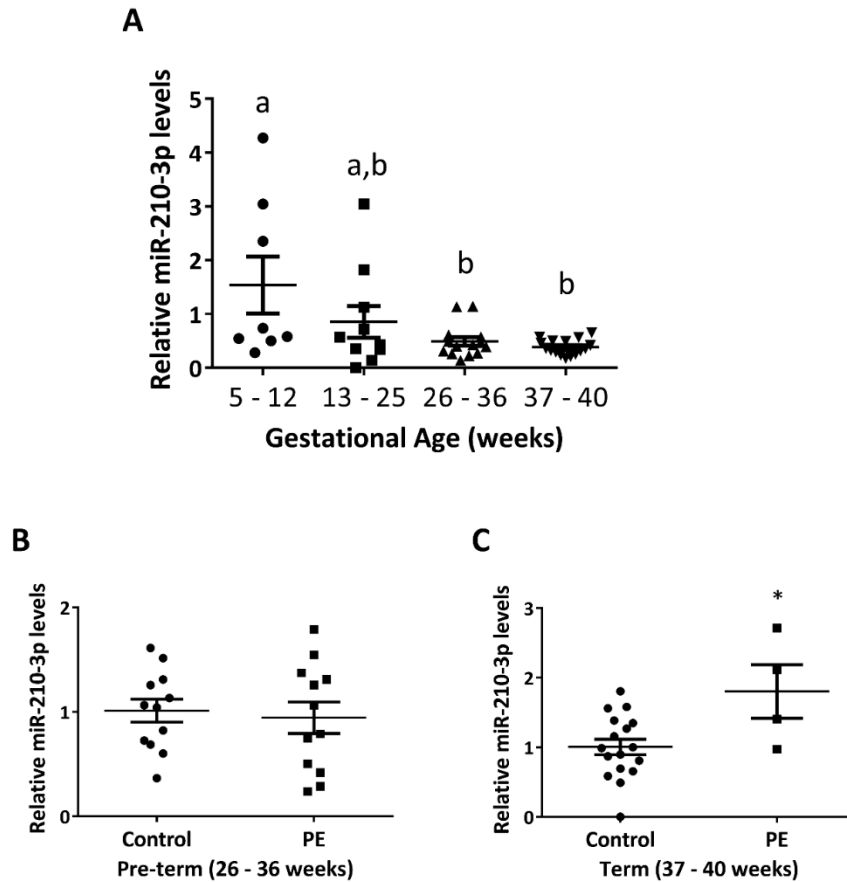 A
Relative miR-210-3p levels
5
4
3
2
1
0
a
a,b
b
b
5 - 12
13 - 25
26 - 36
37 - 40
Gestational Age (weeks)
B
Relative miR-210-3p levels
2
1
0
Control
PE
Pre-term (26 - 36 weeks)
C
Relative miR-210-3p levels
3
2
1
0
*
Control
PE
Term (37 - 40 weeks)